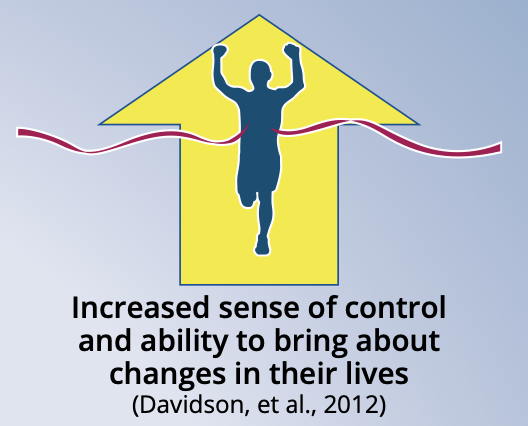 Increased sense of control
and ability to bring about
changes in their lives
(Davidson, et al., 2012)